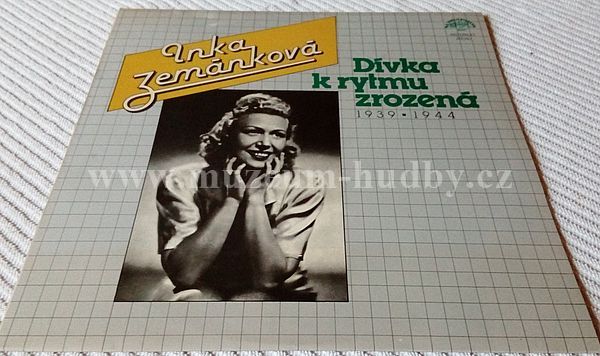 Inka
Zemánková
Dívka
k rytmu
zrozená
1939 • 1944
www.muzeum-hudby.cz